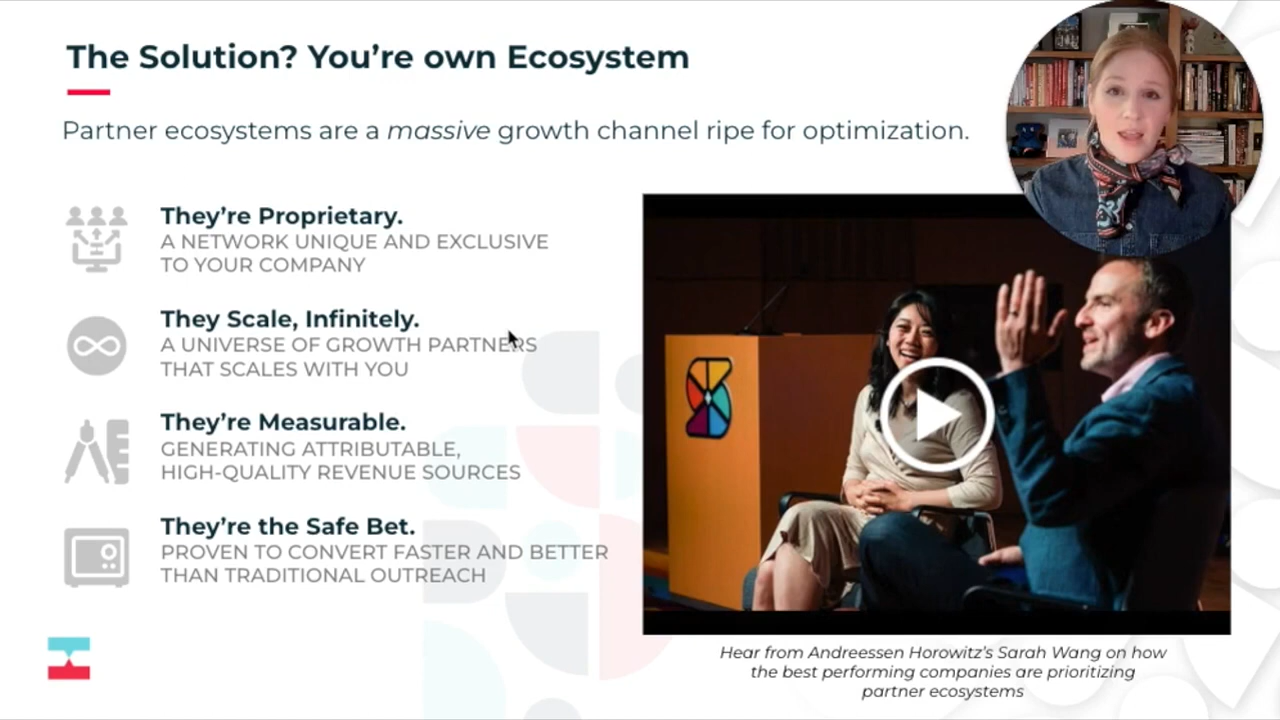 The Solution? You're own Ecosystem
Partner ecosystems are a massive growth channel ripe for optimization.
They're Proprietary.
A NETWORK UNIQUE AND EXCLUSIVE
TO YOUR COMPANY
They Scale, Infinitely.
A UNIVERSE OF GROWTH PARTNERS
THAT SCALES WITH YOU
They're Measurable.
GENERATING ATTRIBUTABLE,
HIGH-QUALITY REVENUE SOURCES
They're the Safe Bet.
PROVEN TO CONVERT FASTER AND BETTER
THAN TRADITIONAL OUTREACH
Hear from Andreessen Horowitz's Sarah Wang on how
the best performing companies are prioritizing
partner ecosystems